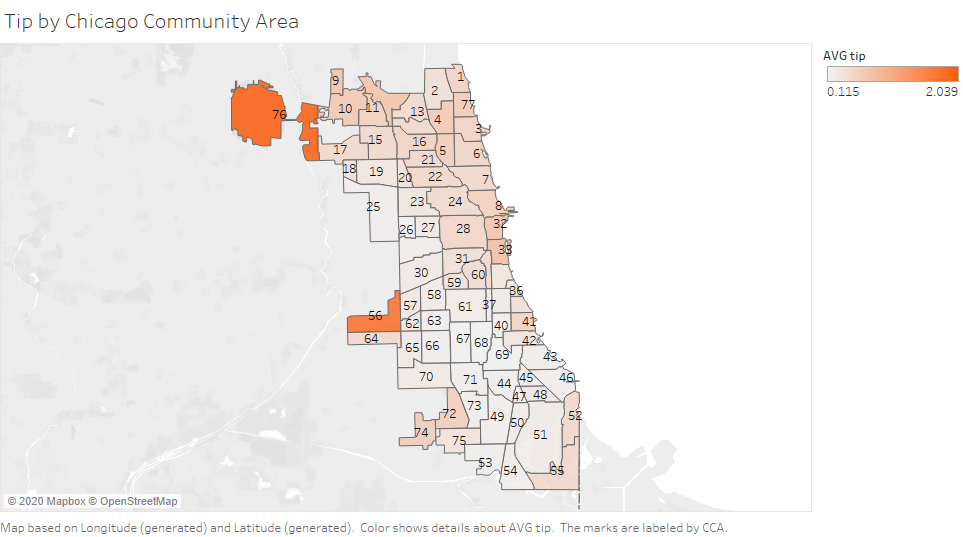 Tip by Chicago Community Area
AVG tip
0.115 2.039
9 1
2
76 10 11 13 77
4 3
15 16 5 6
17 21
18 19 20 22 7
25 23 24 8
26 27 28 32
33
31
30 59 60
58 36
56 57 61 37
62 63 40 41
64 67 68 42
65 66 69 43
70 71 44 45 46
47 48
72 73 49 52
74 50
75 51
53 54 55
© 2020 Mapbox © OpenStreetMap
Map based on Longitude (generated) and Latitude (generated). Color shows details about AVG tip. The marks are labeled by CCA.